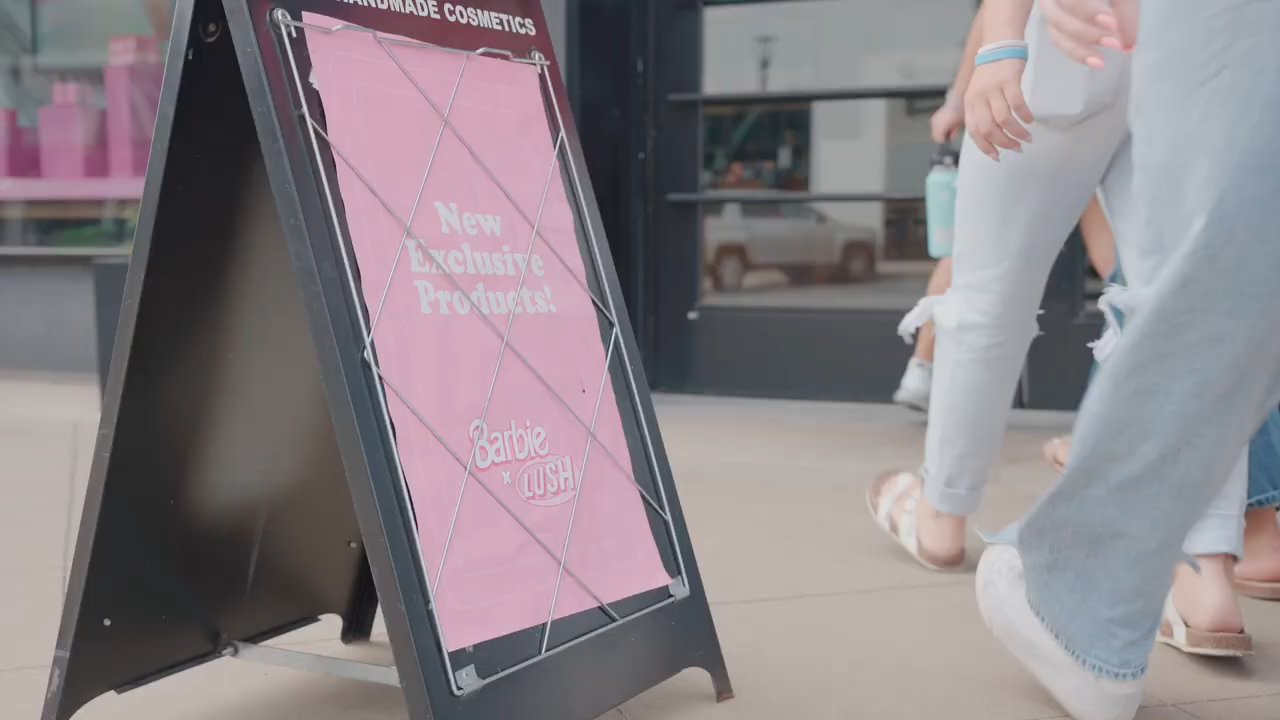 HANDMADE COSMETICS
New
Exclusive
Products!
Barbie
x LUSH